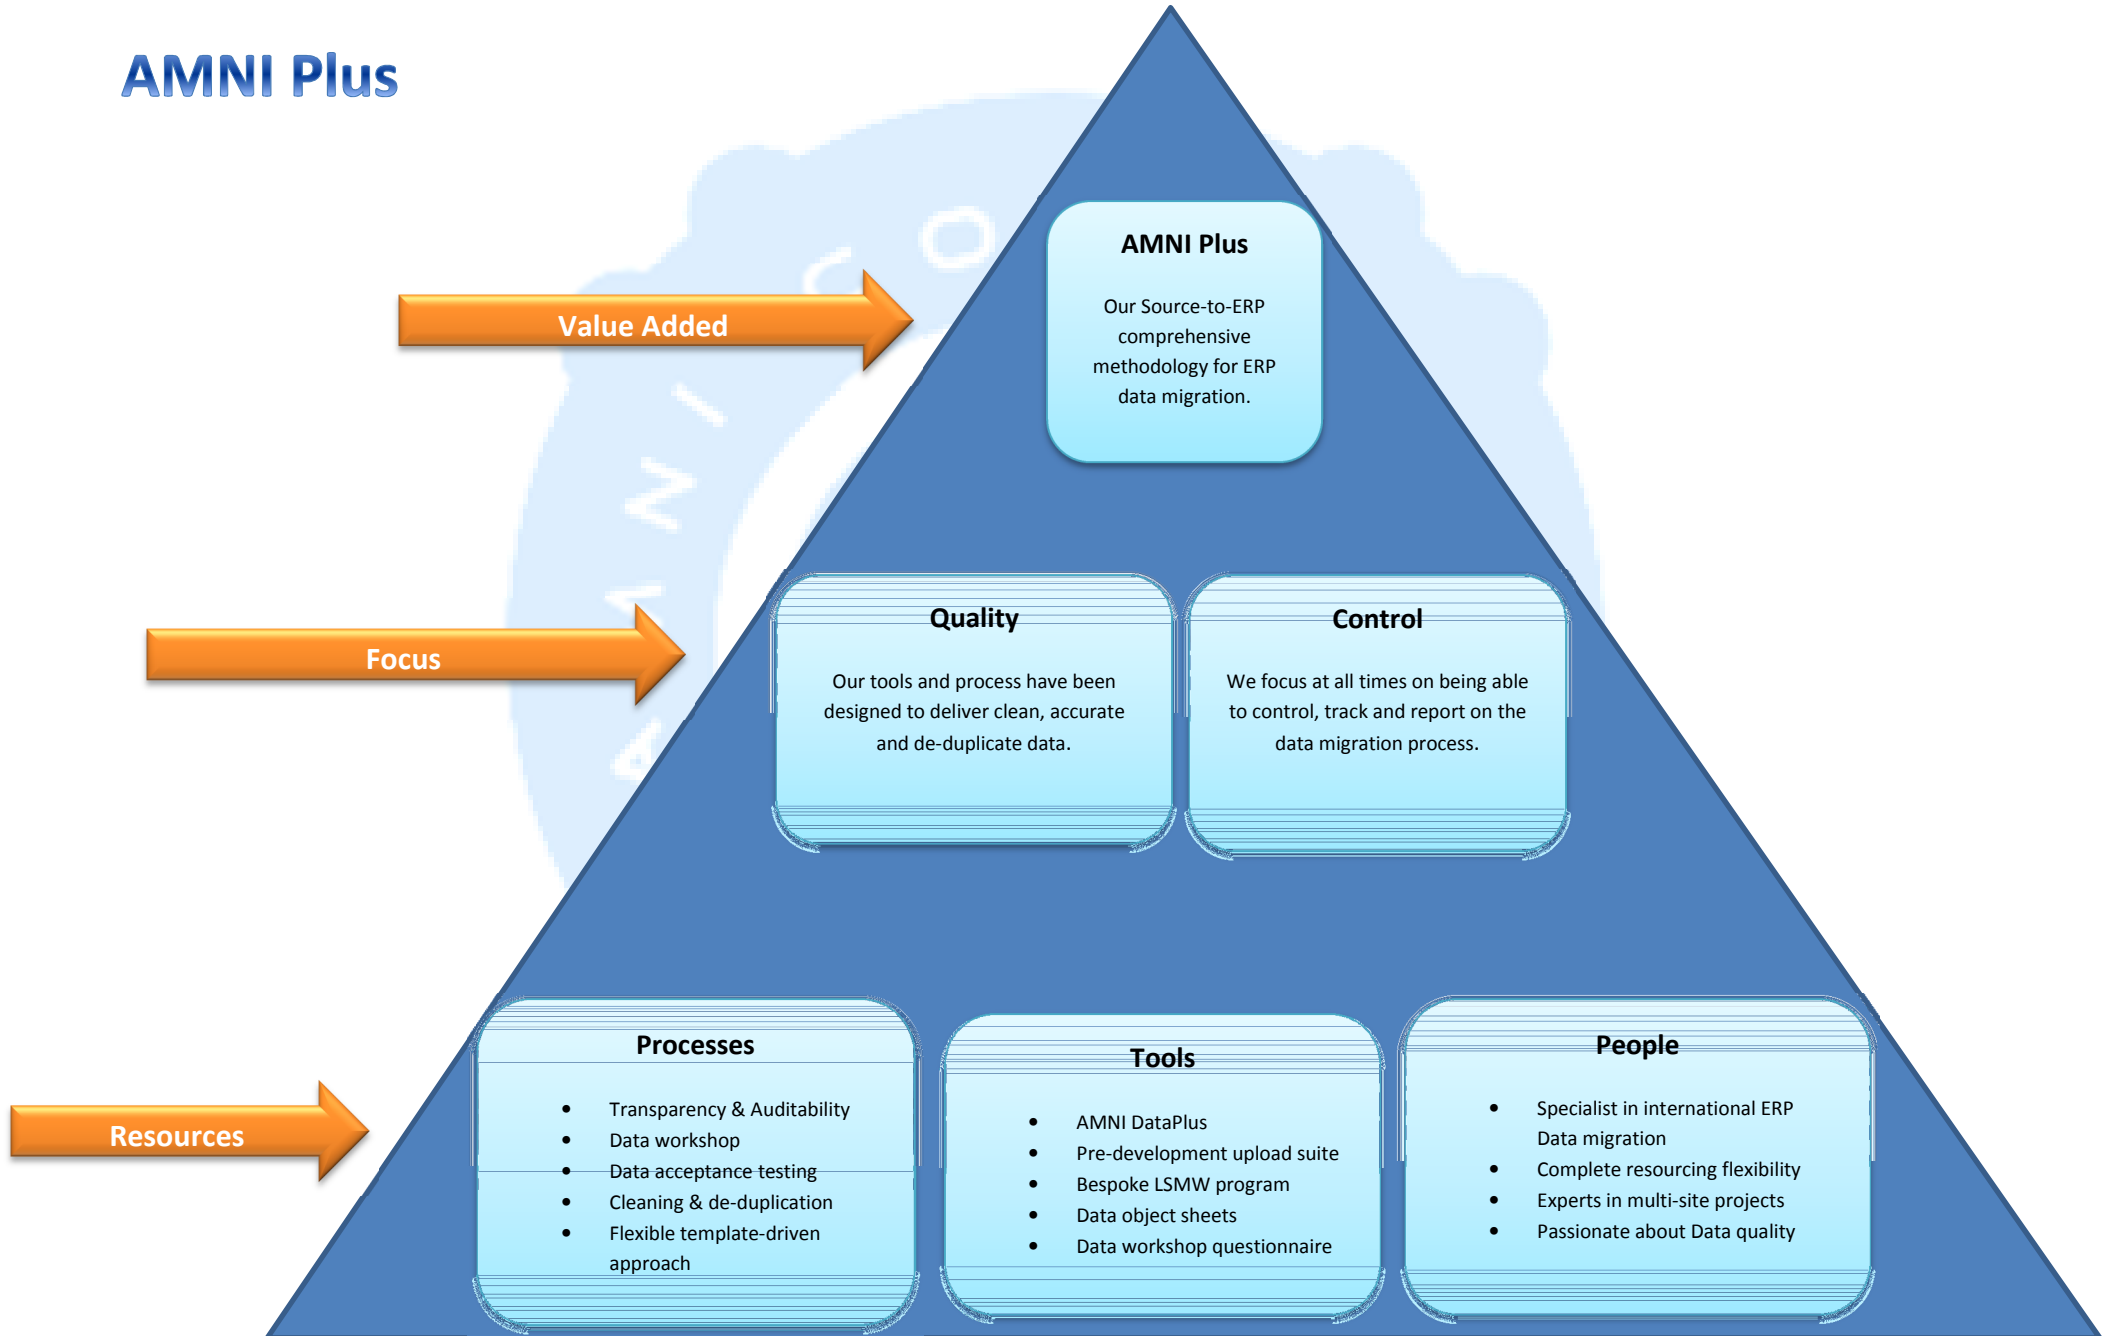 AMNI Plus
AMNI Plus
Our Source-to-ERP
comprehensive
methodology for ERP
data migration.
Value Added
AMNI CO
Quality
Our tools and process have been
designed to deliver clean, accurate
and de-duplicate data.
Control
We focus at all times on being able
to control, track and report on the
data migration process.
Focus
Processes
• Transparency & Auditability
• Data workshop
• Data acceptance testing
• Cleaning & de-duplication
• Flexible template-driven
approach
Tools
• AMNI DataPlus
• Pre-development upload suite
• Bespoke LSMW program
• Data object sheets
• Data workshop questionnaire
People
• Specialist in international ERP
Data migration
• Complete resourcing flexibility
• Experts in multi-site projects
• Passionate about Data quality
Resources